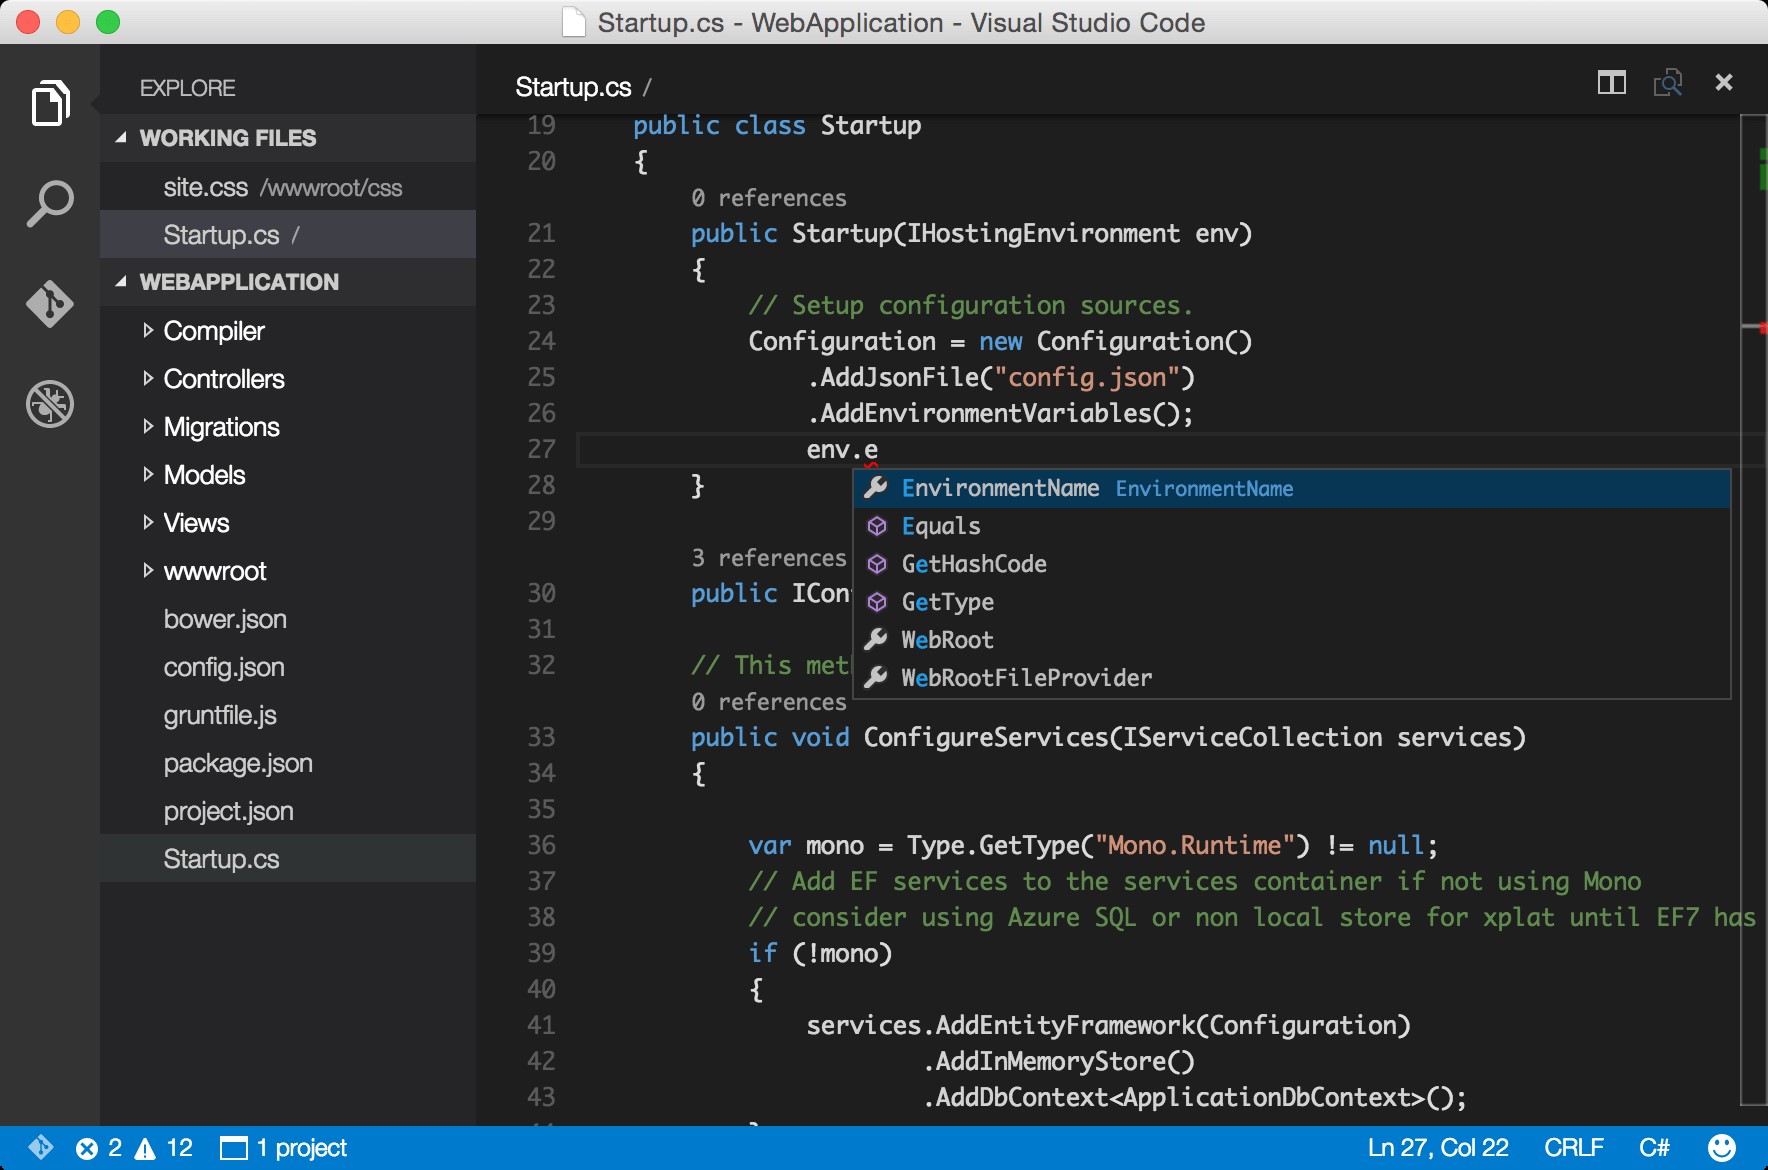 Startup.cs - WebApplication - Visual Studio Code
EXPLORE
WORKING FILES
site.css /wwwroot/css
Startup.cs /
WEBAPPLICATION
Compiler
Controllers
Migrations
Models
Views
wwwroot
bower.json
config.json
gruntfile.js
package.json
project.json
Startup.cs
Startup.cs /
19 public class Startup
20 {
0 references
21 public Startup(IHostingEnvironment env)
22 {
23 // Setup configuration sources.
24 Configuration = new Configuration()
25 .AddJsonFile("config.json")
26 .AddEnvironmentVariables();
27 env.e
28 }
29
3 references
30 public ICon
31
32 // This met
0 references
EnvironmentName EnvironmentName
Equals
GetHashCode
GetType
WebRoot
WebRootFileProvider
33 public void ConfigureServices(IServiceCollection services)
34 {
35
36 var mono = Type.GetType("Mono.Runtime") != null;
37 // Add EF services to the services container if not using Mono
38 // consider using Azure SQL or non local store for xplat until EF7 has
39 if (!mono)
40 {
41 services.AddEntityFramework(Configuration)
42 .AddInMemoryStore()
43 .AddDbContext<ApplicationDbContext>();
2 12 1 project
Ln 27, Col 22 CRLF C#